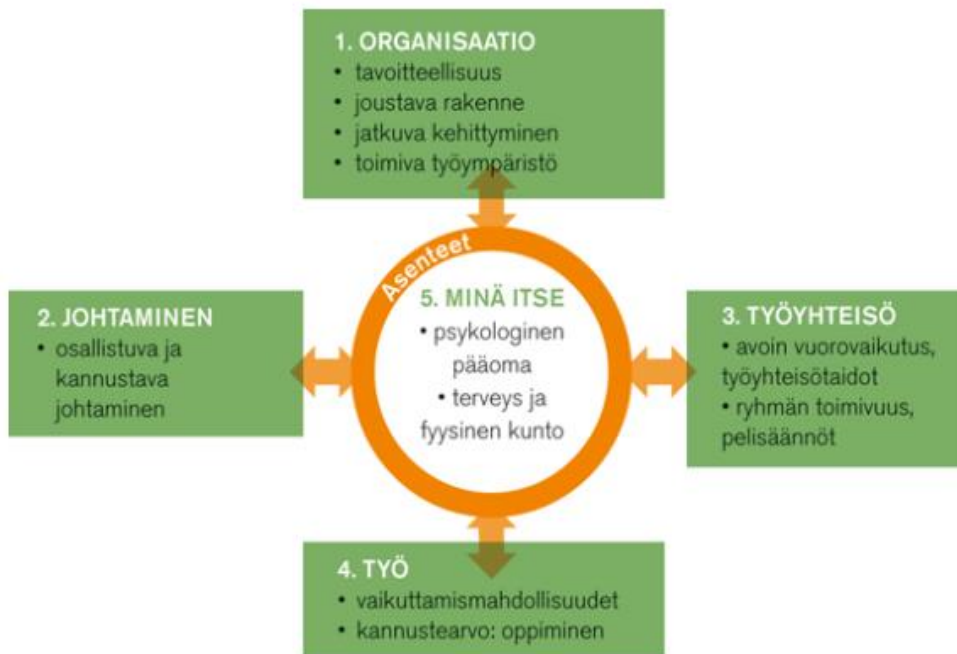 1. ORGANISAATIO
• tavoitteellisuus
• joustava rakenne
• jatkuva kehittyminen
• toimiva työympäristö
Asenteet
2. JOHTAMINEN
• osallistuva ja
kannustava
johtaminen
5. MINÄ ITSE
• psykologinen
pääoma
• terveys ja
fyysinen kunto
3. TYÖYHTEISÖ
• avoin vuorovaikutus,
työyhteisötaidot
• ryhmän toimivuus,
pelisäännöt
4. TYÖ
• vaikuttamismahdollisuudet
• kannustearvo: oppiminen